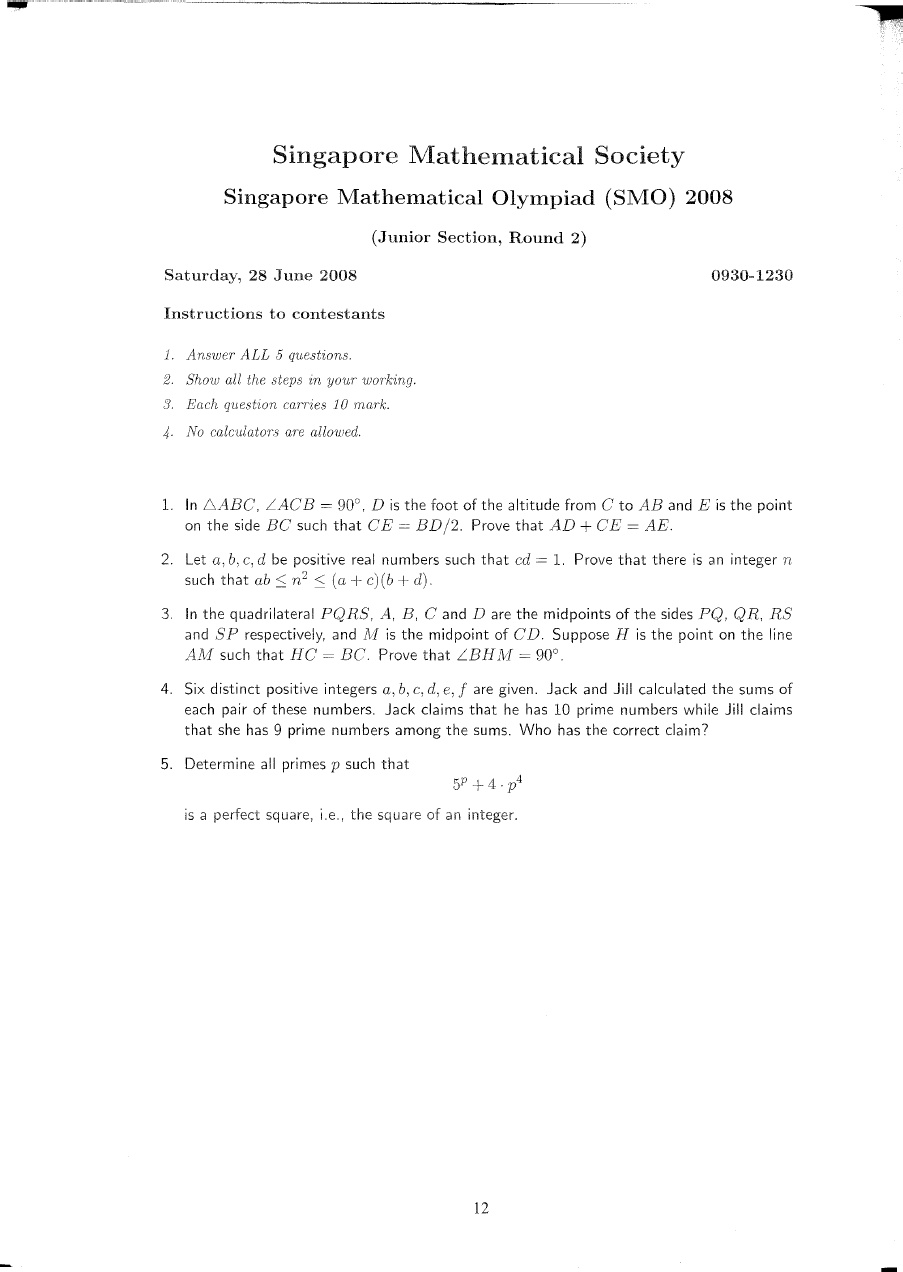 Singapore Mathematical Society
Singapore Mathematical Olympiad (SMO) 2008
(Junior Section, Round 2)
Saturday, 28 June 2008 0930-1230
Instructions to contestants
1. Answer ALL 5 questions.
2. Show all the steps in your working.
3. Each question carries 10 mark.
4. No calculators are allowed.
1. In △ABC, ∠ACB = 90°, D is the foot of the altitude from C to AB and E is the point
on the side BC such that CE = BD/2. Prove that AD + CE = AE.
2. Let a, b, c, d be positive real numbers such that cd = 1. Prove that there is an integer n
such that ab ≤ n² ≤ (a + c)(b + d).
3. In the quadrilateral PQRS, A, B, C and D are the midpoints of the sides PQ, QR, RS
and SP respectively, and M is the midpoint of CD. Suppose H is the point on the line
AM such that HC = BC. Prove that ∠BHM = 90°.
4. Six distinct positive integers a, b, c, d, e, f are given. Jack and Jill calculated the sums of
each pair of these numbers. Jack claims that he has 10 prime numbers while Jill claims
that she has 9 prime numbers among the sums. Who has the correct claim?
5. Determine all primes p such that
5ᵖ + 4 · p⁴
is a perfect square, i.e., the square of an integer.
12